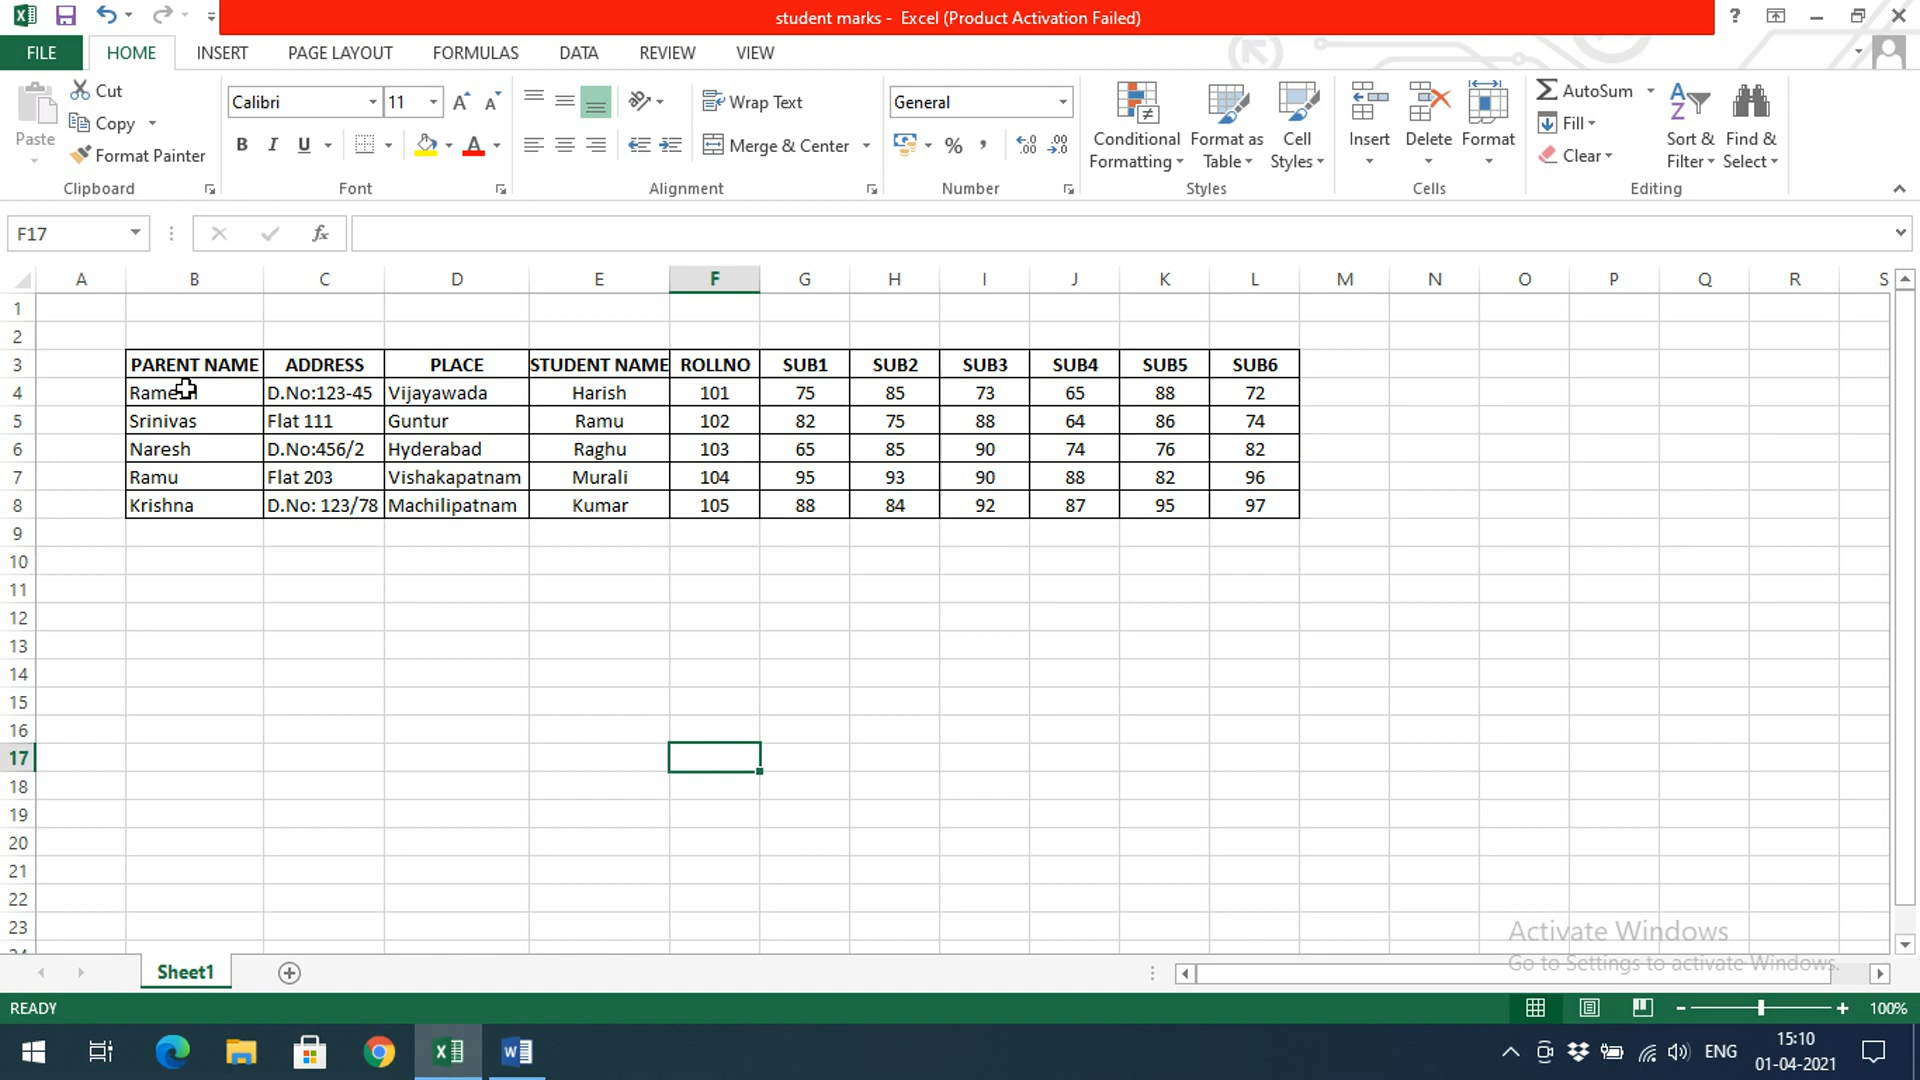 student marks - Excel (Product Activation Failed)
FILE HOME INSERT PAGE LAYOUT FORMULAS DATA REVIEW VIEW
Paste
Cut
Copy
Format Painter
Clipboard
Calibri 11
B I U
Font
Wrap Text
Merge & Center
Alignment
General
%
Number
Conditional Formatting
Format as Table
Cell Styles
Styles
Insert
Delete
Format
Cells
AutoSum
Fill
Clear
Sort & Filter
Find & Select
Editing
F17 fx
A B C D E F G H I J K L M N O P Q R S
1
2
3 PARENT NAME ADDRESS PLACE STUDENT NAME ROLLNO SUB1 SUB2 SUB3 SUB4 SUB5 SUB6
4 D.No:123-45 Vijayawada Harish 101 75 85 73 65 88 72
5 Srinivas Flat 111 Guntur Ramu 102 82 75 88 64 86 74
6 Naresh D.No:456/2 Hyderabad Raghu 103 65 85 90 74 76 82
7 Ramu Flat 203 Vishakapatnam Murali 104 95 93 90 88 82 96
8 Krishna D.No: 123/78 Machilipatnam Kumar 105 88 84 92 87 95 97
9
10
11
12
13
14
15
16
17
18
19
20
21
22
23
Activate Windows
Go to Settings to activate Windows.
Sheet1
READY 100%
ENG
15:10
01-04-2021